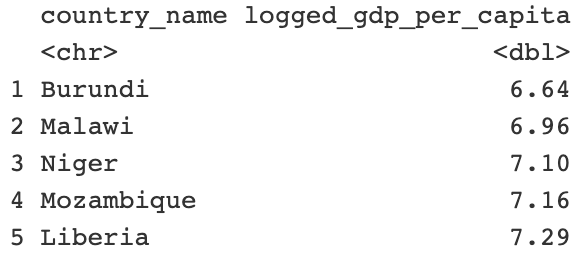 country_name logged_gdp_per_capita
<chr> <dbl>
1 Burundi 6.64
2 Malawi 6.96
3 Niger 7.10
4 Mozambique 7.16
5 Liberia 7.29